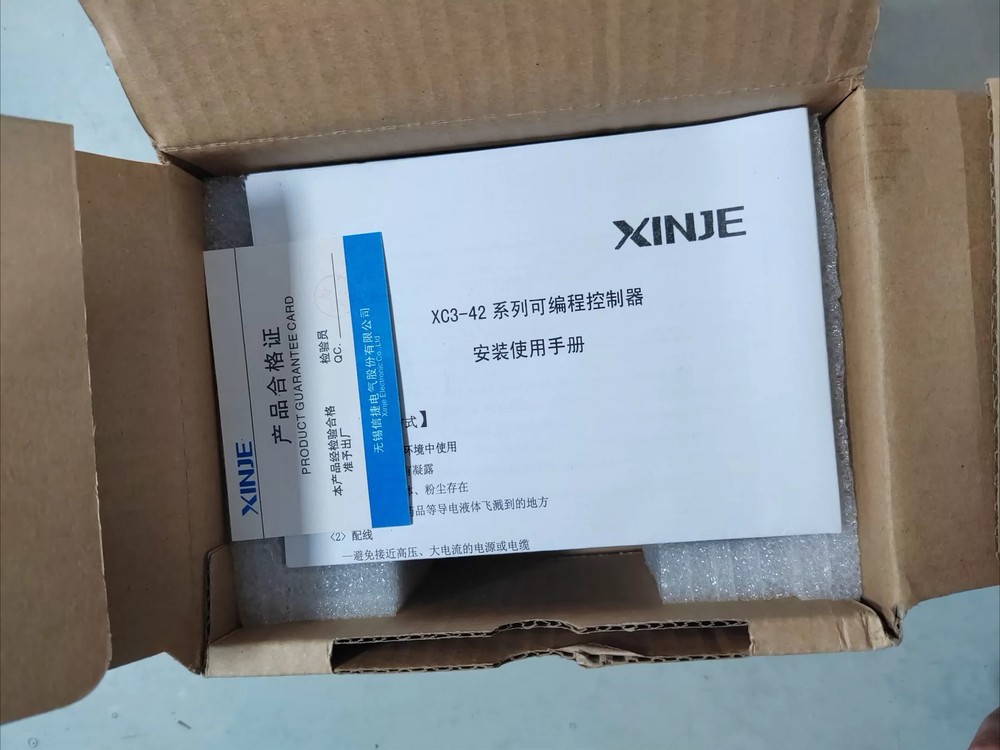 XINJE
XC3-42 系列可编程控制器
安装使用手册
式】
环境中使用
凝露
、粉尘存在
品等导电液体飞溅到的地方
<2> 配线
—避免接近高压、大电流的电源或电缆
XINJE
产品合格证
PRODUCT GUARANTEE CARD
检验员
QC.
本产品经检验合格
准予出厂
无锡信捷电气股份有限公司
Xinje Electronic Co.,Ltd